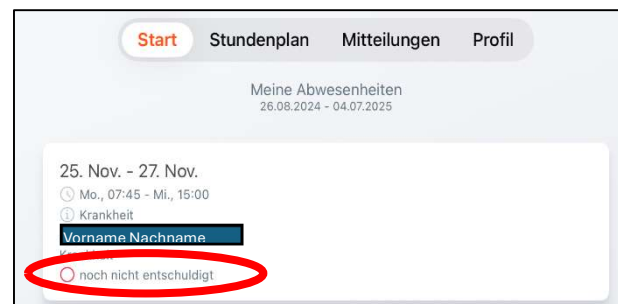 Start Stundenplan Mitteilungen Profil
Meine Abwesenheiten
26.08.2024 - 04.07.2025
25. Nov. - 27. Nov.
Mo., 07:45 - Mi., 15:00
Krankheit
Vorname Nachname
noch nicht entschuldigt